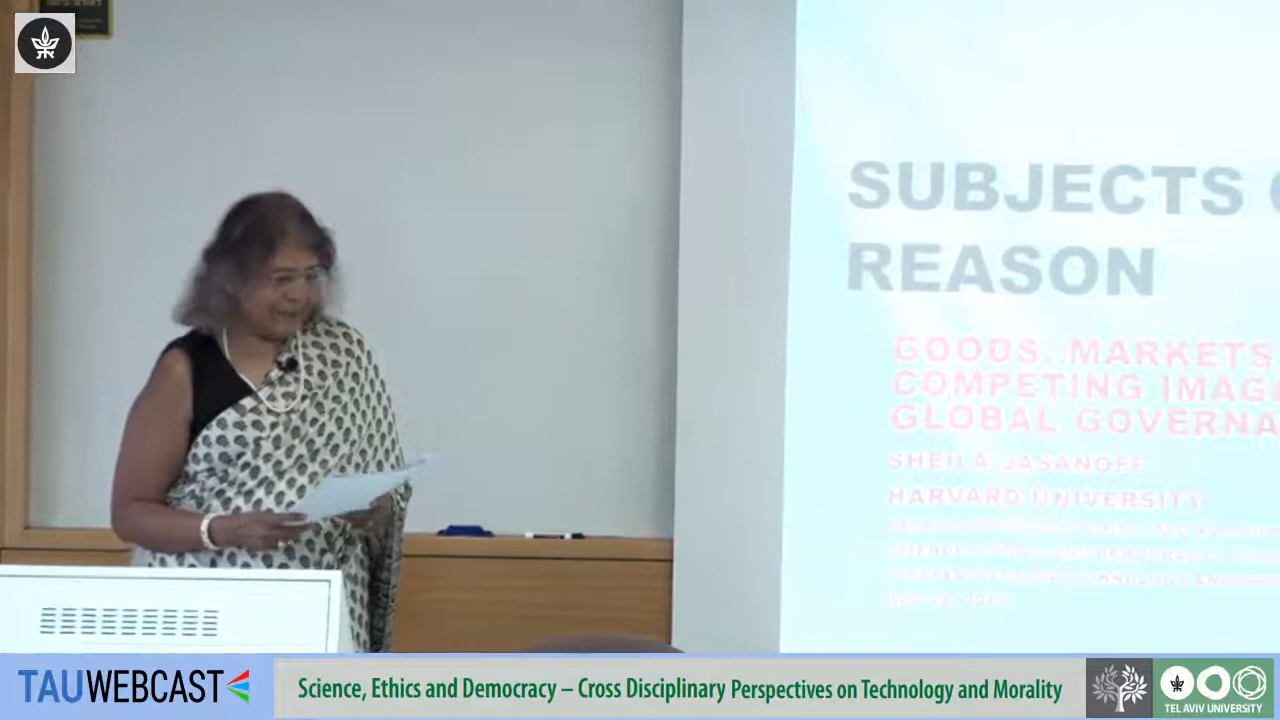 SUBJECTS
REASON
GOODS, MARKETS
COMPETING IMAG
GLOBAL GOVERNA
SHEILA JASANOFF
HARVARD UNIVERSITY
TAUWEBCAST
Science, Ethics and Democracy – Cross Disciplinary Perspectives on Technology and Morality
TEL AVIV UNIVERSITY